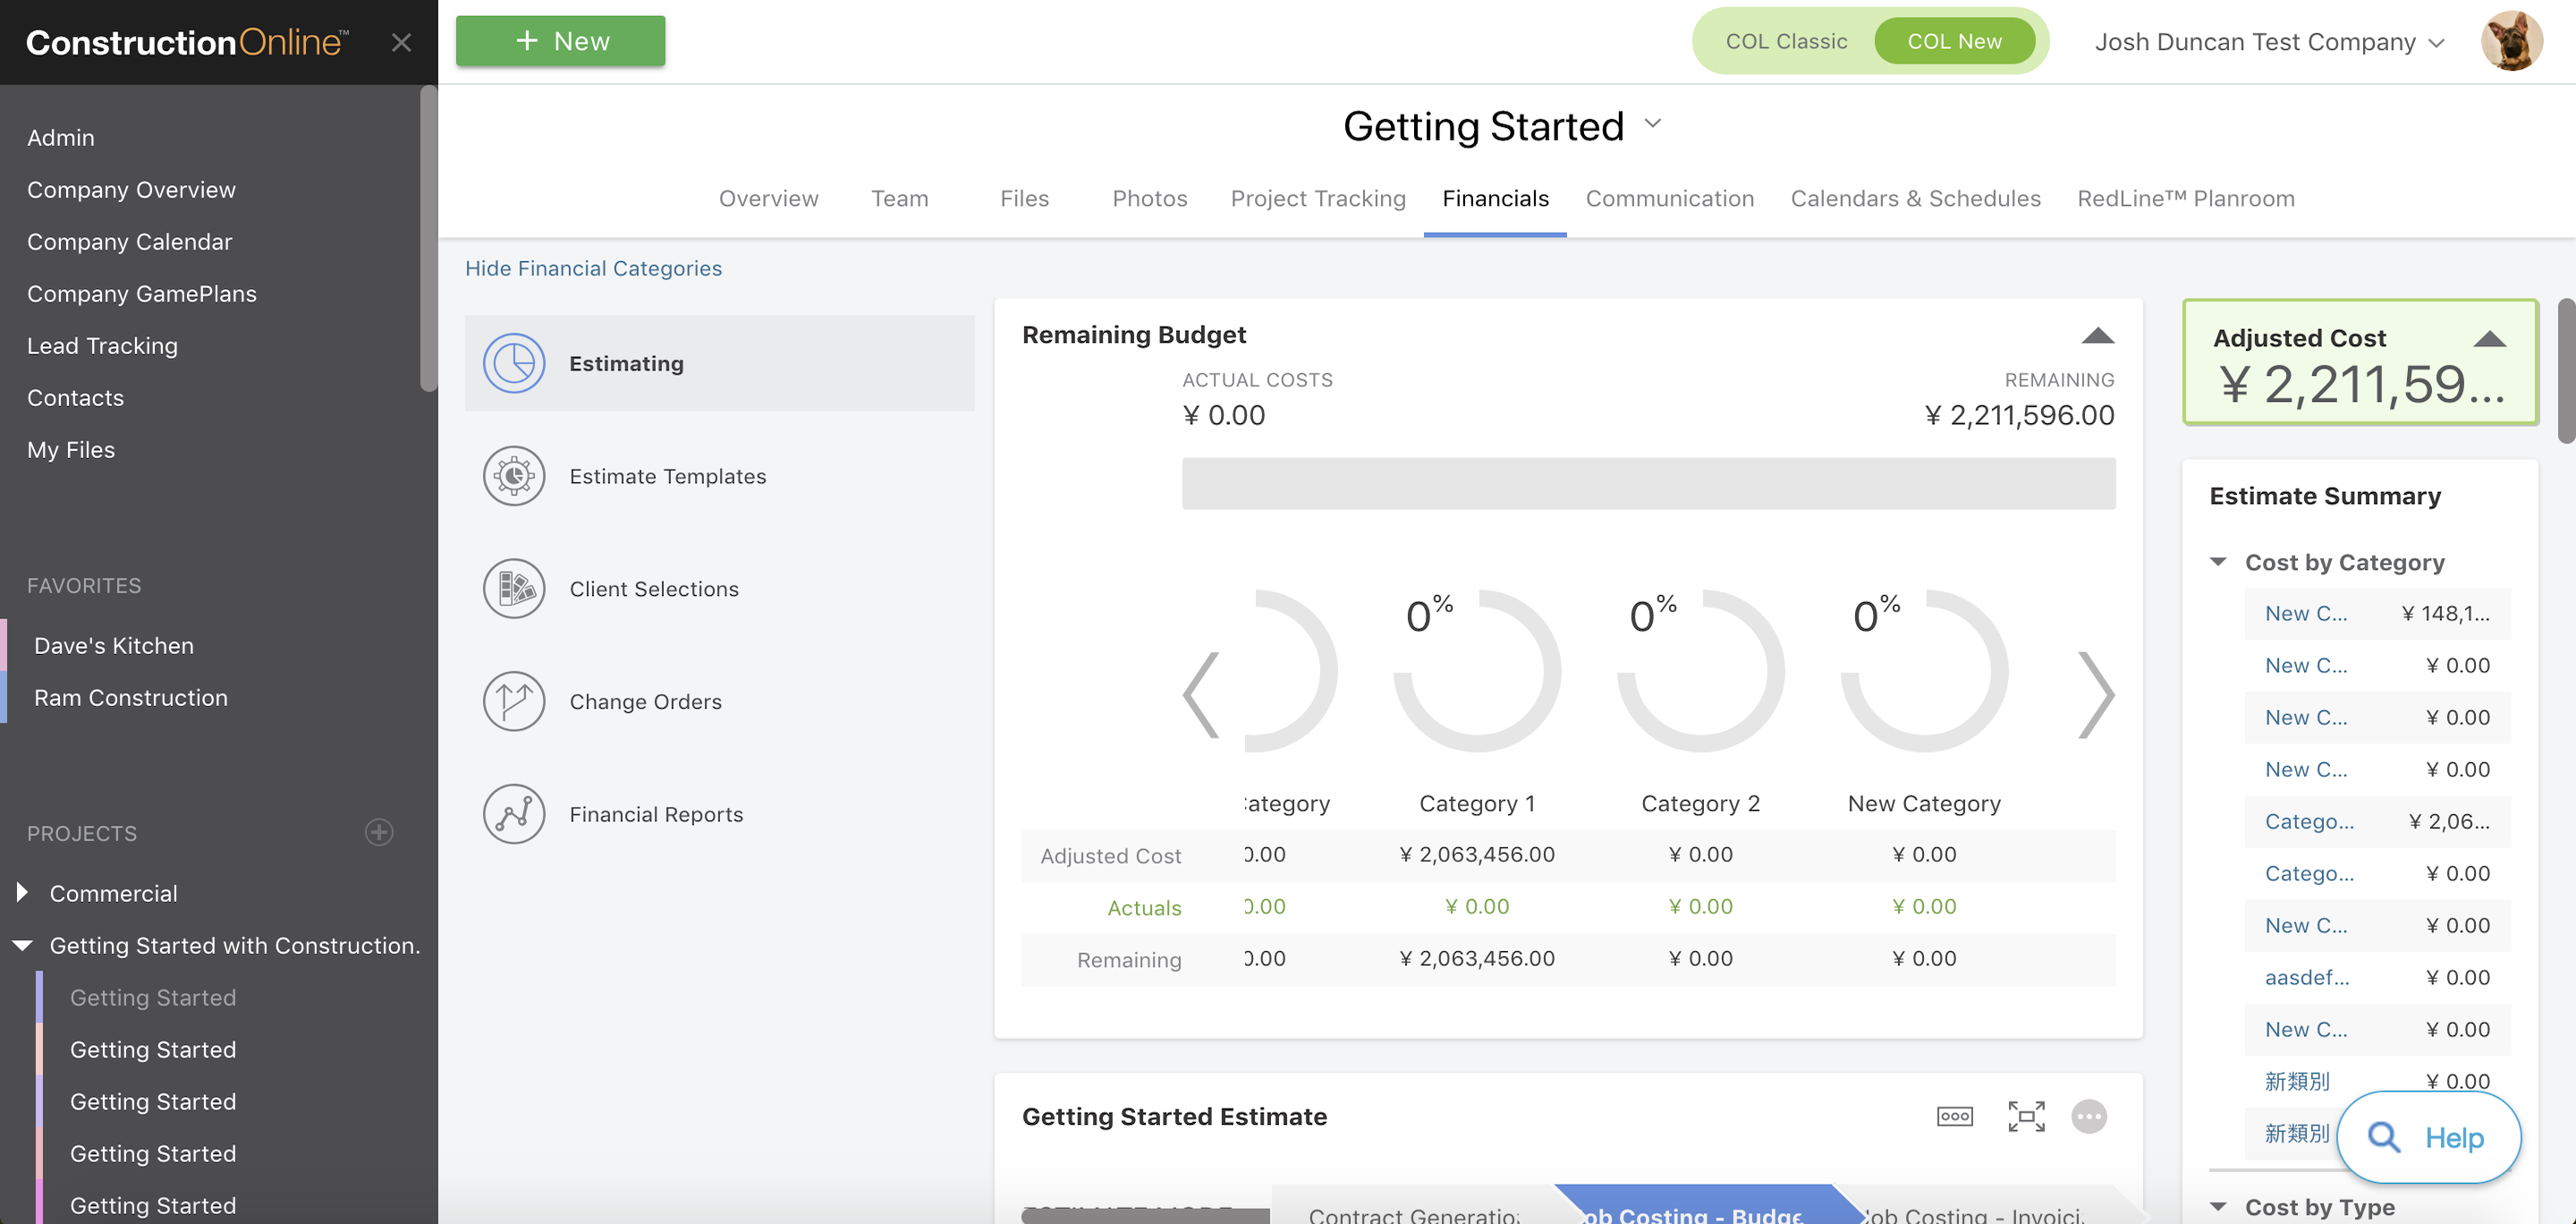 ConstructionOnline™
+ New
COL Classic
COL New
Josh Duncan Test Company
Admin
Company Overview
Company Calendar
Company GamePlans
Lead Tracking
Contacts
My Files
FAVORITES
Dave's Kitchen
Ram Construction
PROJECTS
Commercial
Getting Started with Construction.
Getting Started
Getting Started
Getting Started
Getting Started
Getting Started
Getting Started
Overview
Team
Files
Photos
Project Tracking
Financials
Communication
Calendars & Schedules
RedLine™ Planroom
Hide Financial Categories
Estimating
Estimate Templates
Client Selections
Change Orders
Financial Reports
Remaining Budget
ACTUAL COSTS
REMAINING
¥ 0.00
¥ 2,211,596.00
0%
0%
0%
ategory
Category 1
Category 2
New Category
Adjusted Cost
0.00
¥ 2,063,456.00
¥ 0.00
¥ 0.00
Actuals
0.00
¥ 0.00
¥ 0.00
¥ 0.00
Remaining
0.00
¥ 2,063,456.00
¥ 0.00
¥ 0.00
Getting Started Estimate
Contract Generatio
ob Costing - Budge
ob Costing - Invoici
Adjusted Cost
¥ 2,211,59...
Estimate Summary
Cost by Category
New C... ¥ 148,1...
New C... ¥ 0.00
New C... ¥ 0.00
New C... ¥ 0.00
Catego... ¥ 2,06...
Catego... ¥ 0.00
New C... ¥ 0.00
aasdef... ¥ 0.00
New C... ¥ 0.00
新類別 ¥ 0.00
新類別
Help
Cost by Type